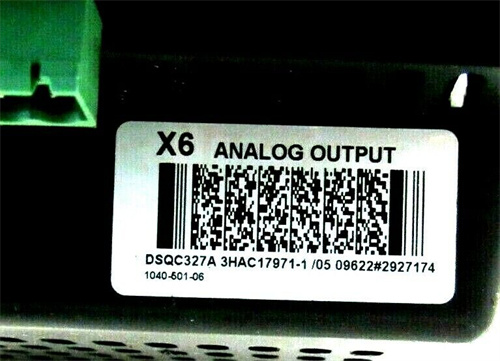 X6 ANALOG OUTPUT
DSQC327A 3HAC17971-1 /05 09622#2927174
1040-501-06